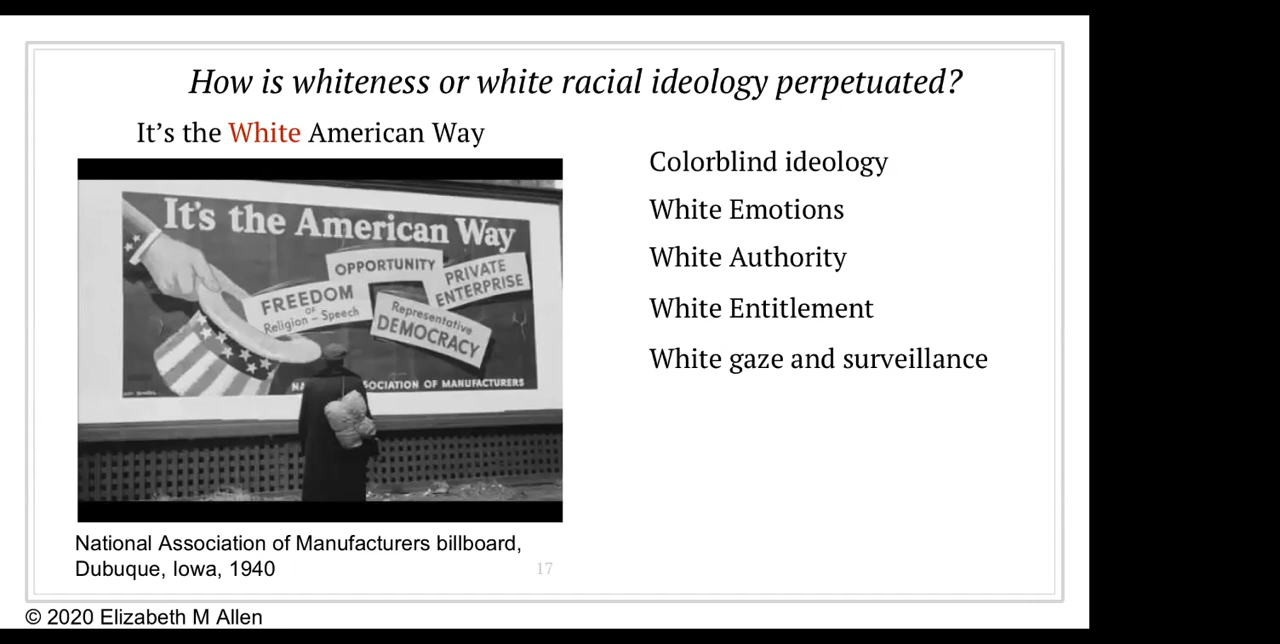 How is whiteness or white racial ideology perpetuated?
It’s the White American Way
It's the American Way
OPPORTUNITY
PRIVATE
ENTERPRISE
FREEDOM
OF
Religion – Speech
Representative
DEMOCRACY
ASSOCIATION OF MANUFACTURERS
National Association of Manufacturers billboard,
Dubuque, Iowa, 1940
17
Colorblind ideology
White Emotions
White Authority
White Entitlement
White gaze and surveillance
© 2020 Elizabeth M Allen